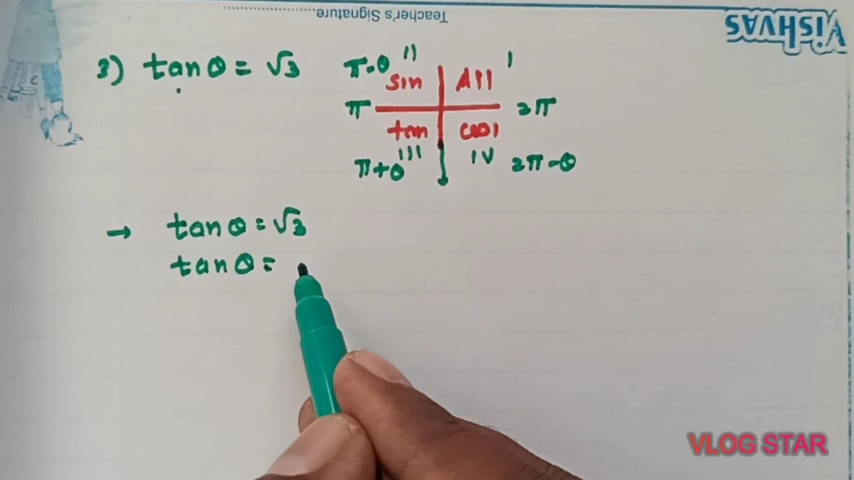 VISHVAS
Teacher's Signature........................
3) tanθ = √3
π-θ II I
sin All
π 2π
tan cos
π+θ III IV 2π-θ
→ tanθ = √3
tanθ =
VLOG STAR